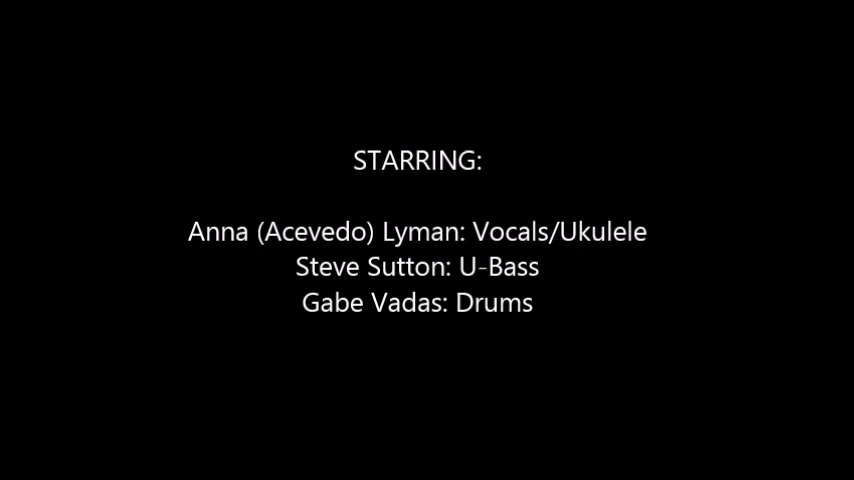 STARRING:
Anna (Acevedo) Lyman: Vocals/Ukulele
Steve Sutton: U-Bass
Gabe Vadas: Drums